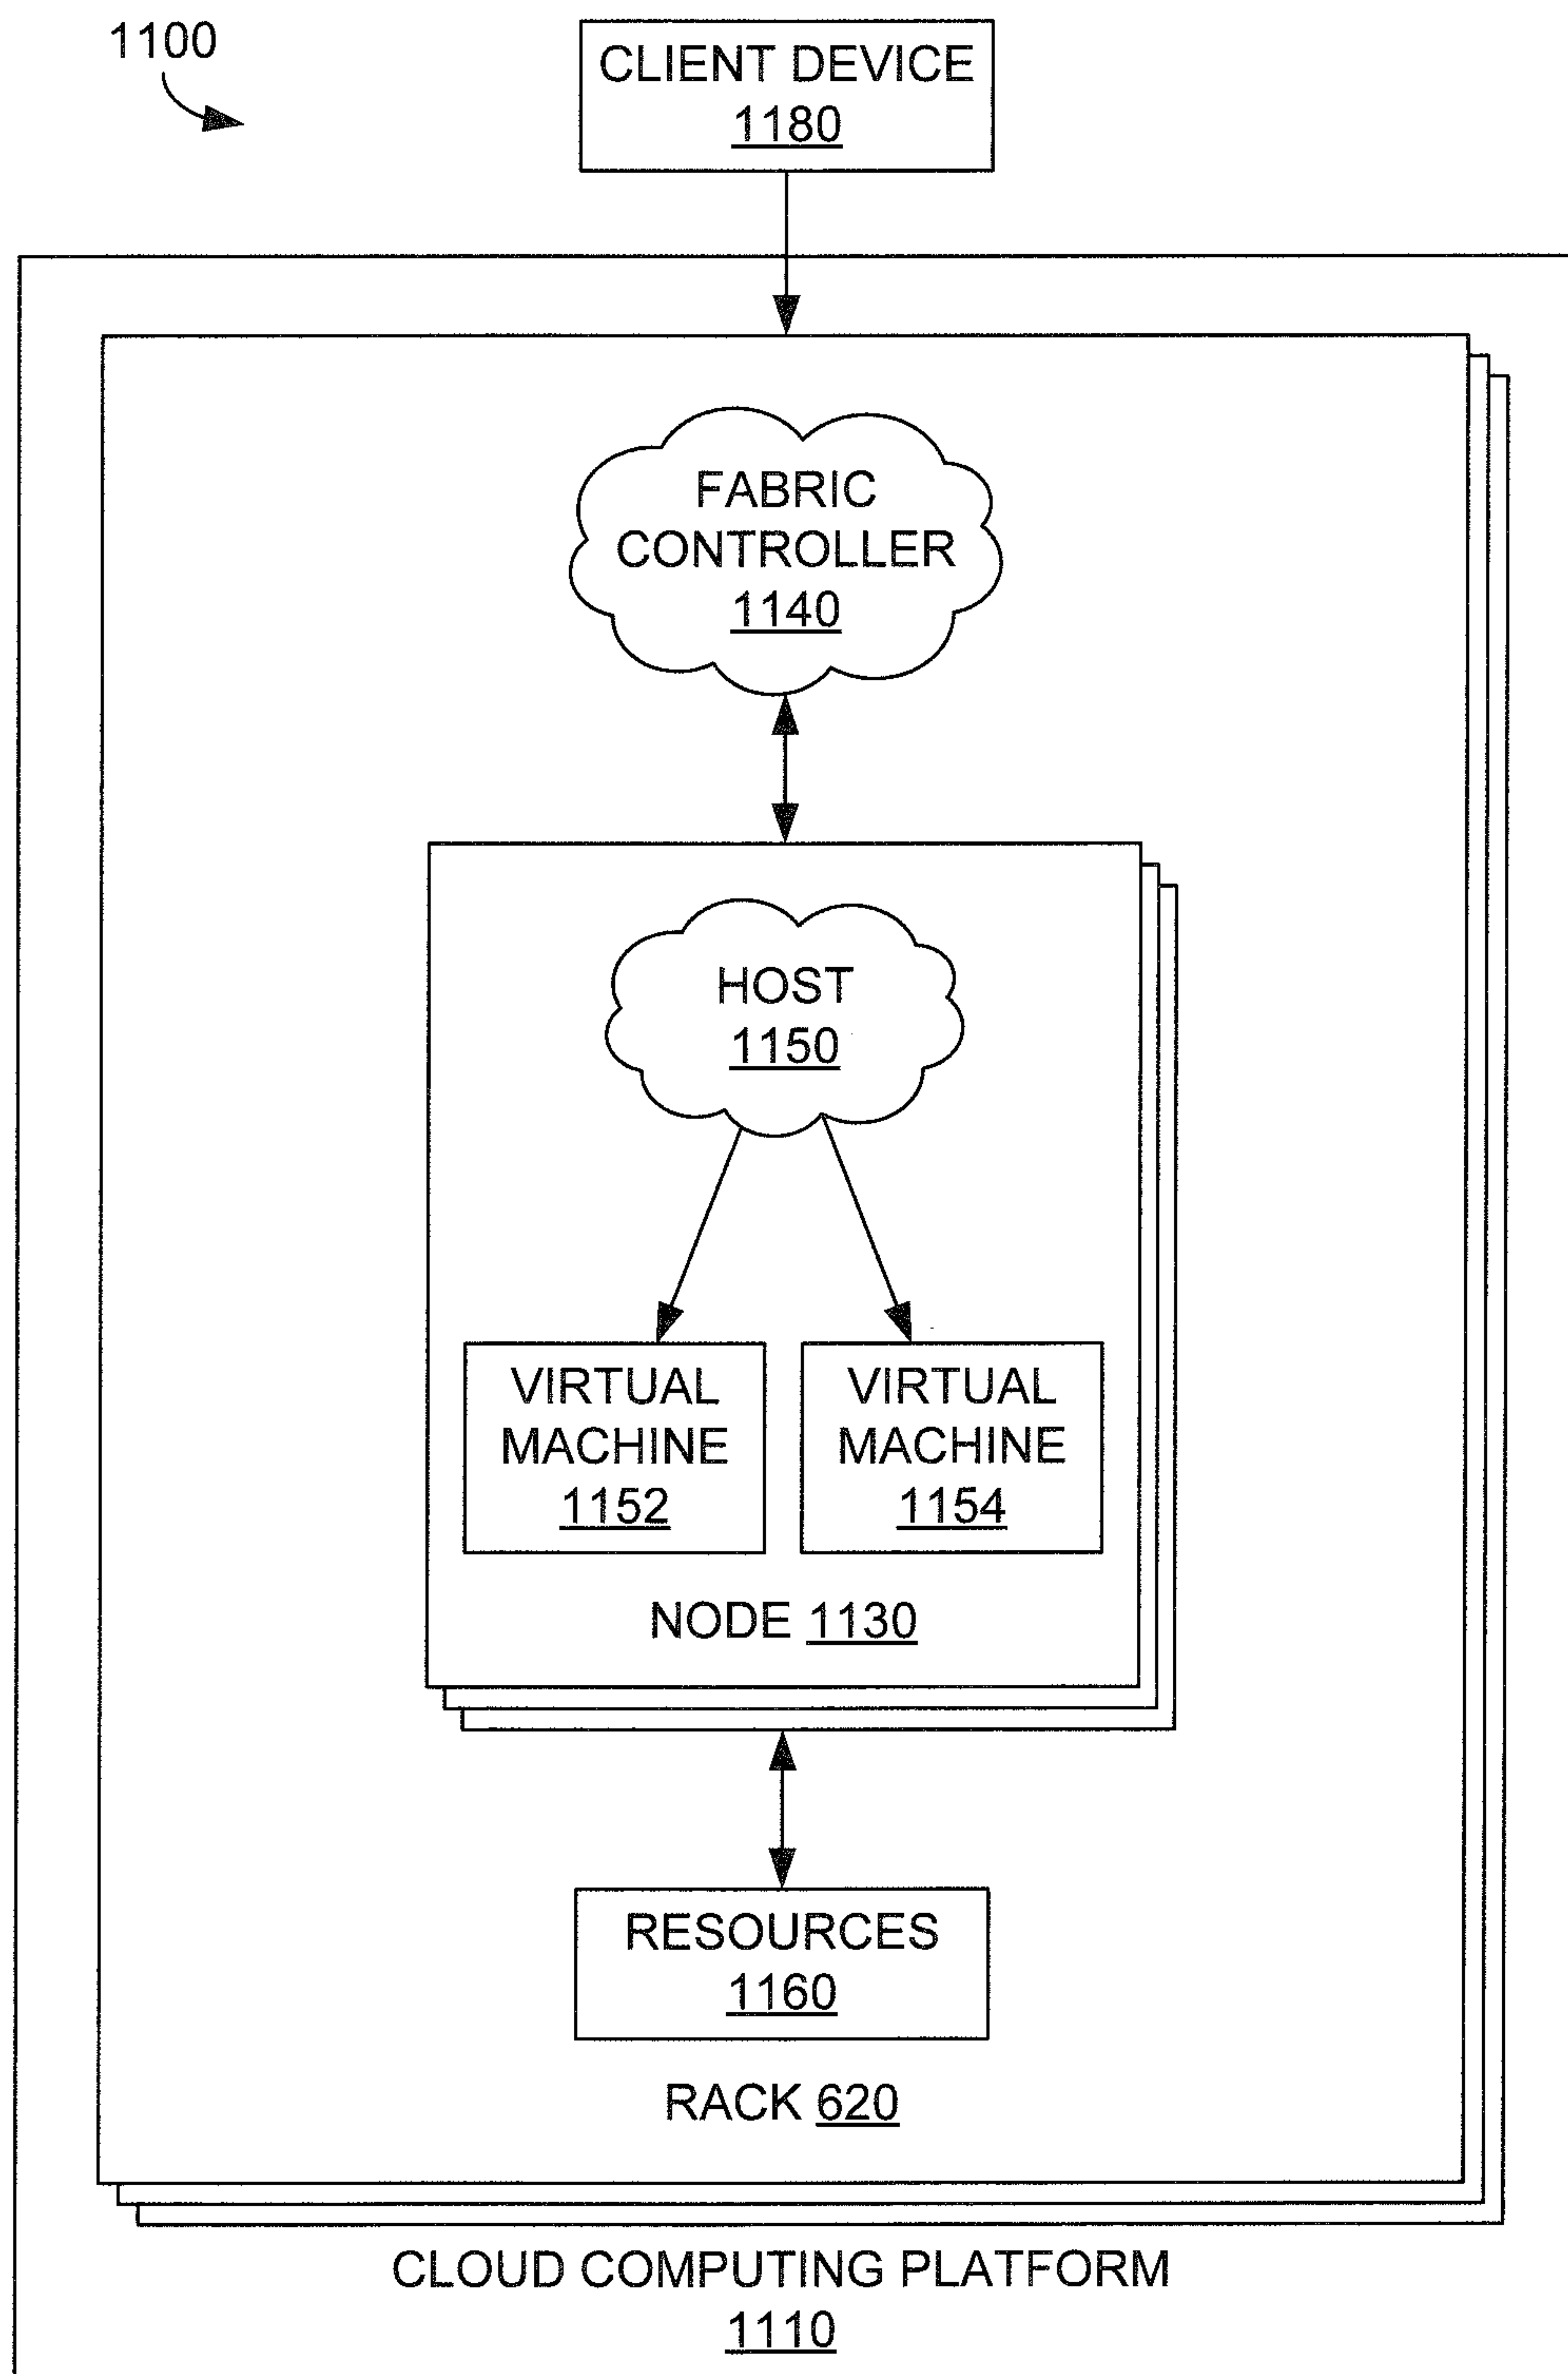 1100
CLIENT DEVICE
1180
FABRIC
CONTROLLER
1140
HOST
1150
VIRTUAL
MACHINE
1152
VIRTUAL
MACHINE
1154
NODE 1130
RESOURCES
1160
RACK 620
CLOUD COMPUTING PLATFORM
1110